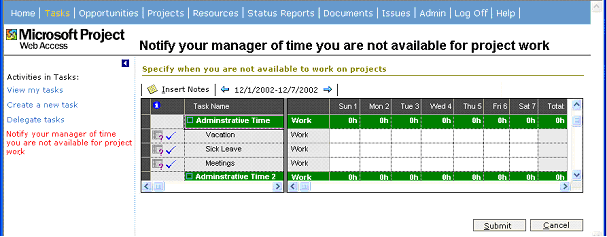 Home | Tasks | Opportunities | Projects | Resources | Status Reports | Documents | Issues | Admin | Log Off | Help |
Microsoft Project
Web Access
Notify your manager of time you are not available for project work
Activities in Tasks:
View my tasks
Create a new task
Delegate tasks
Notify your manager of time
you are not available for project
work
Specify when you are not available to work on projects
Insert Notes | 12/1/2002-12/7/2002
Task Name Sun 1 Mon 2 Tue 3 Wed 4 Thu 5 Fri 6 Sat 7 Total:
Adminstrative Time Work 0h 0h 0h 0h 0h 0h 0h 0h
Vacation Work
Sick Leave Work
Meetings Work
Adminstrative Time 2 Work 0h 0h 0h 0h 0h 0h 0h 0h
Submit Cancel